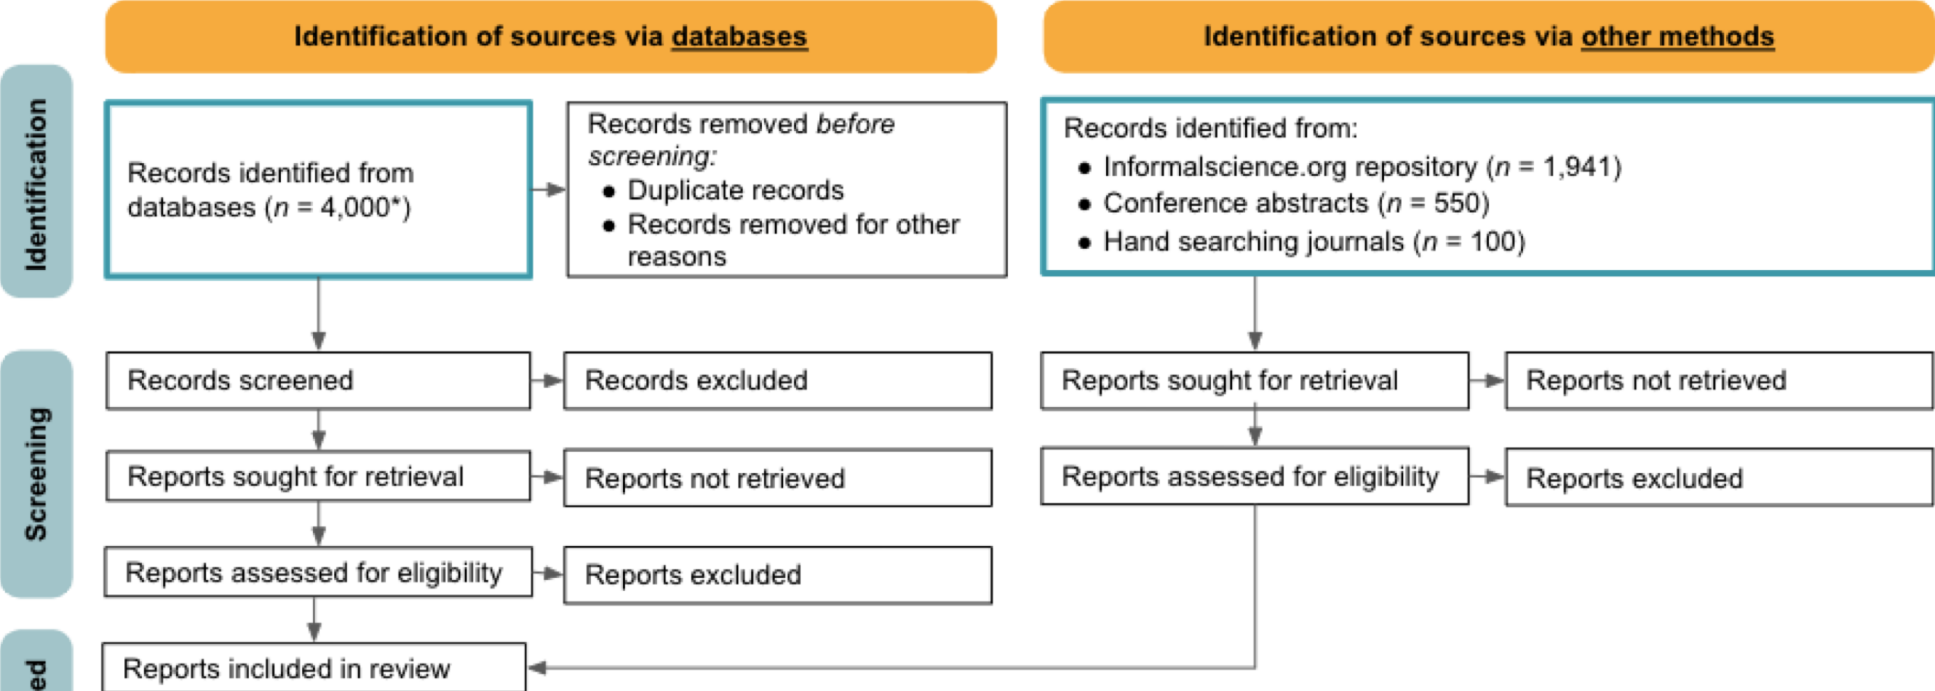 Identification of sources via databases
Identification of sources via other methods
Identification
Records identified from
databases (n = 4,000*)
Records removed before
screening:
● Duplicate records
● Records removed for other
reasons
Records identified from:
● Informalscience.org repository (n = 1,941)
● Conference abstracts (n = 550)
● Hand searching journals (n = 100)
Screening
Records screened
Records excluded
Reports sought for retrieval
Reports not retrieved
Reports assessed for eligibility
Reports excluded
Reports sought for retrieval
Reports not retrieved
Reports assessed for eligibility
Reports excluded
ed
Reports included in review